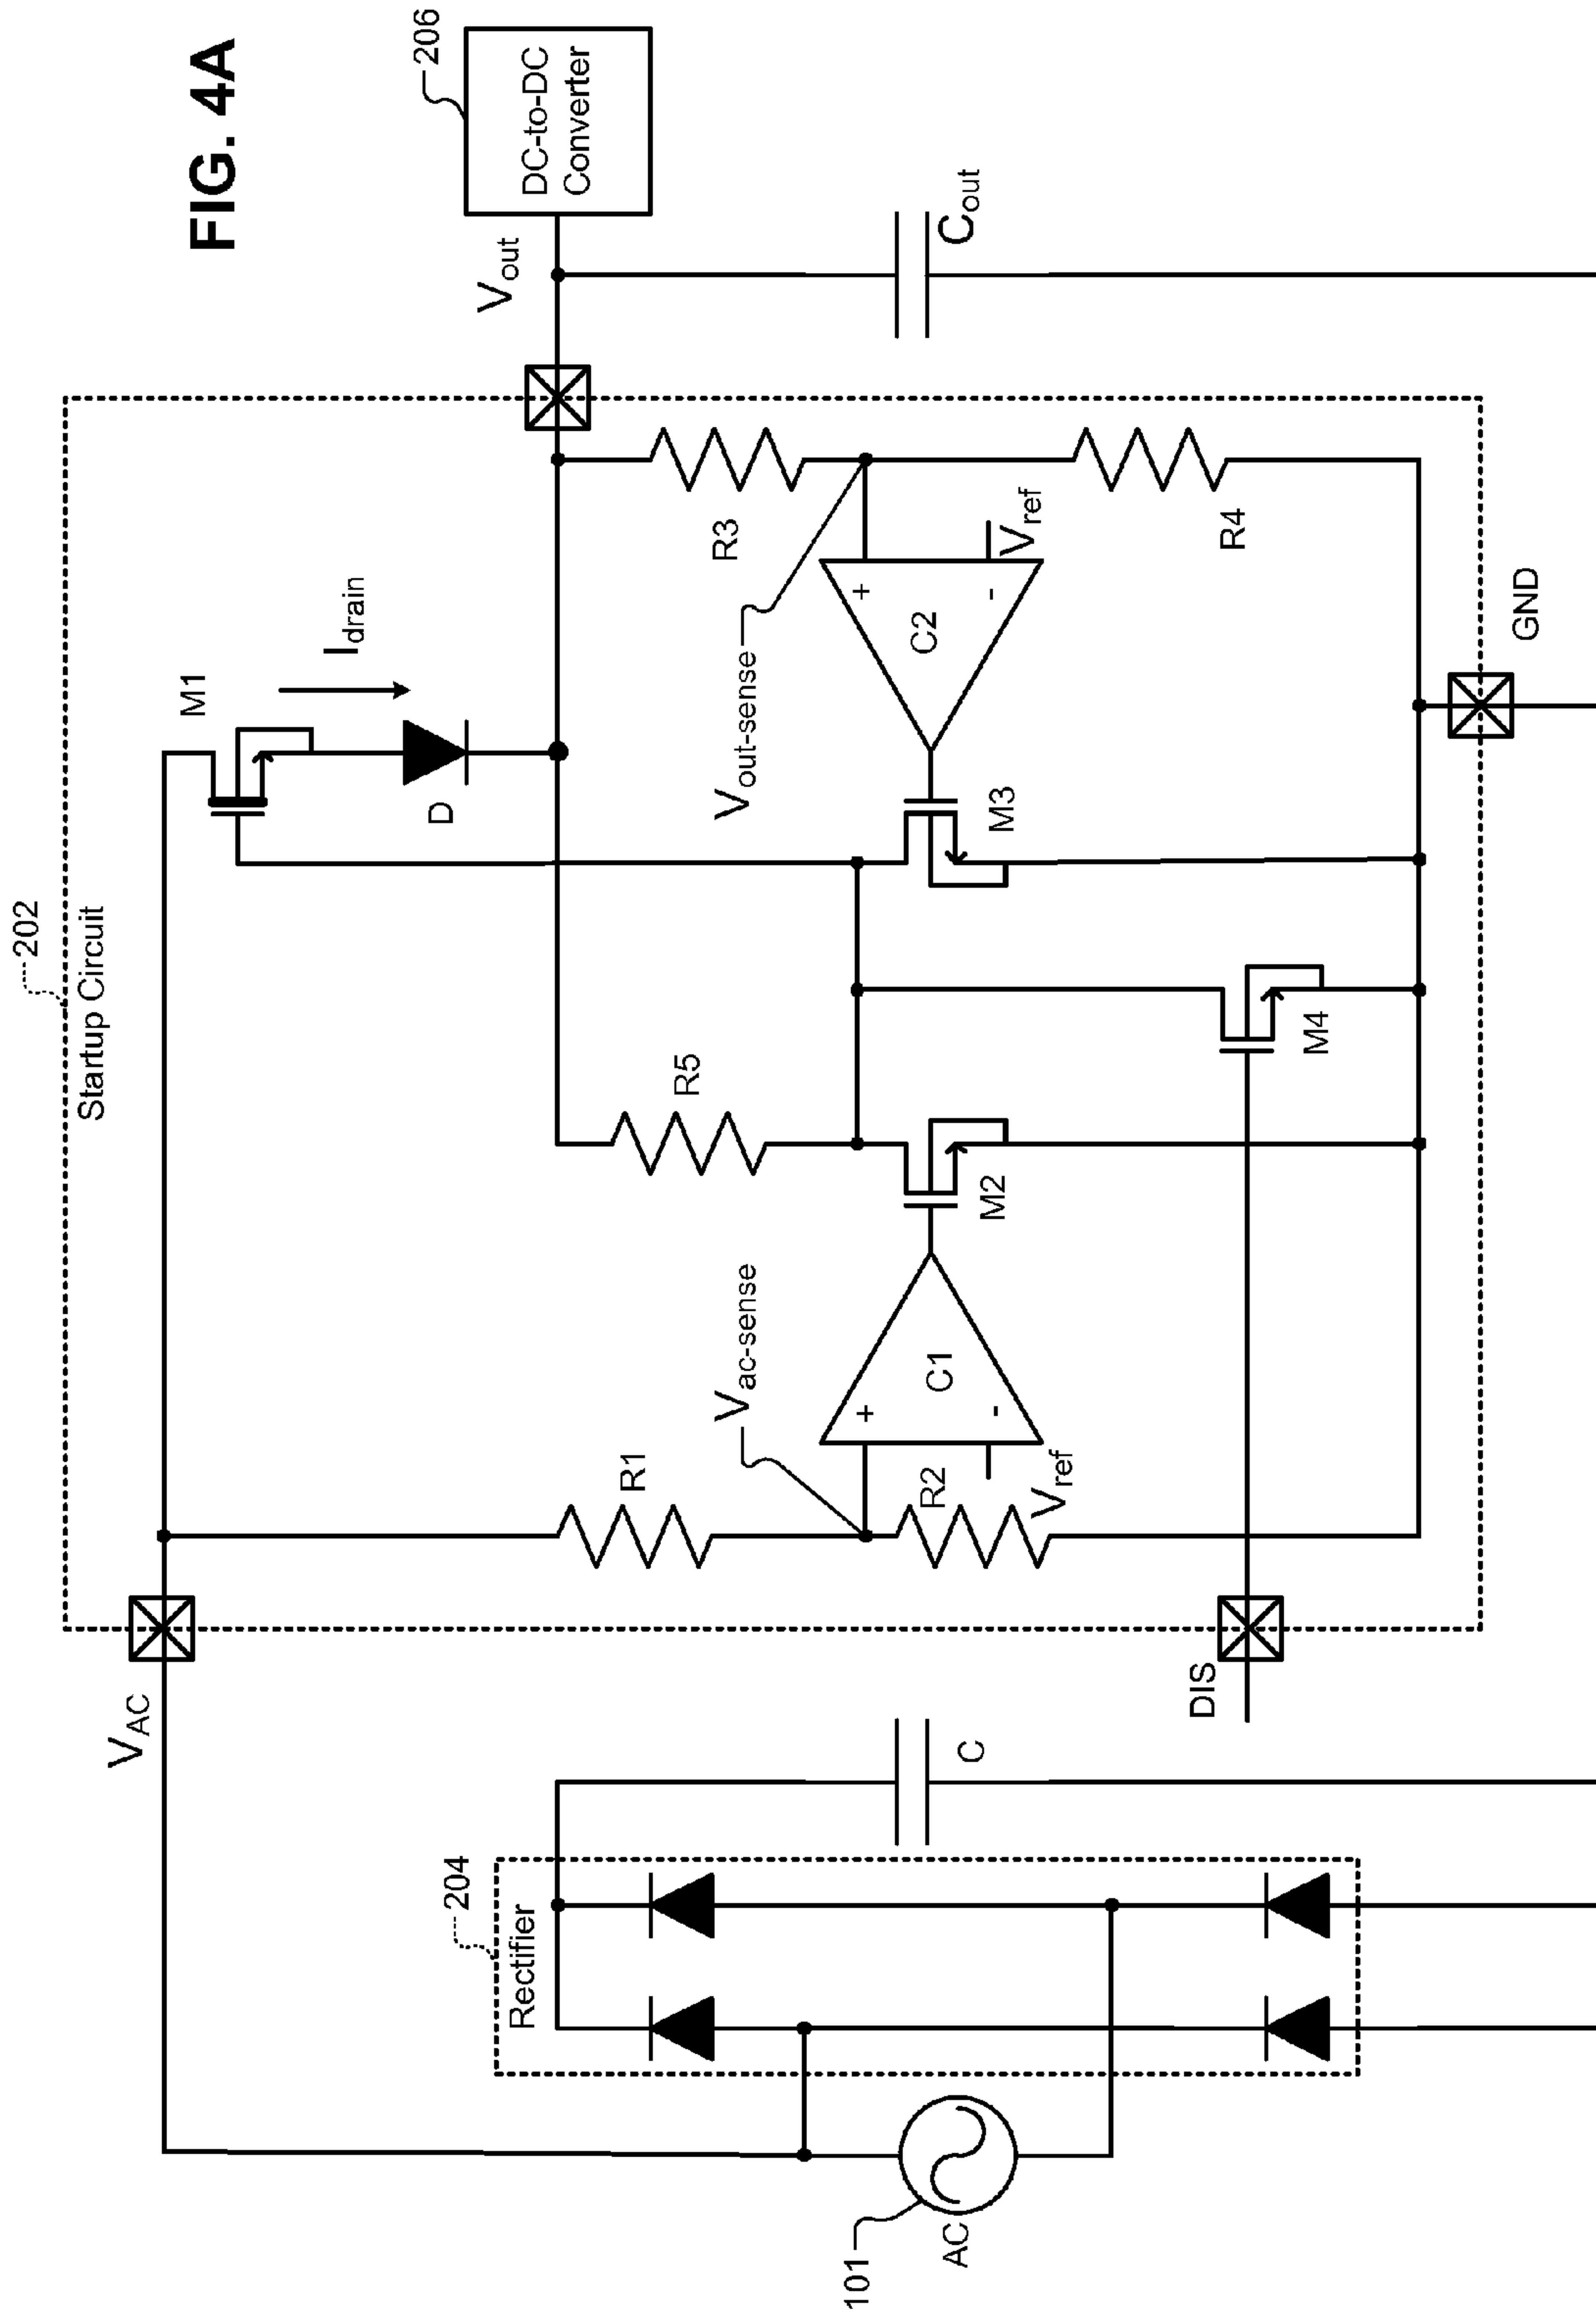 FIG. 4A
206
DC-to-DC
Converter
Vout
Cout
202
Startup Circuit
M1
Idrain
D
R3
Vout-sense
+
-
C2
Vref
R4
M3
GND
R5
M4
M2
Vac-sense
C1
+
-
R1
R2
Vref
VAC
DIS
C
204
Rectifier
101
AC